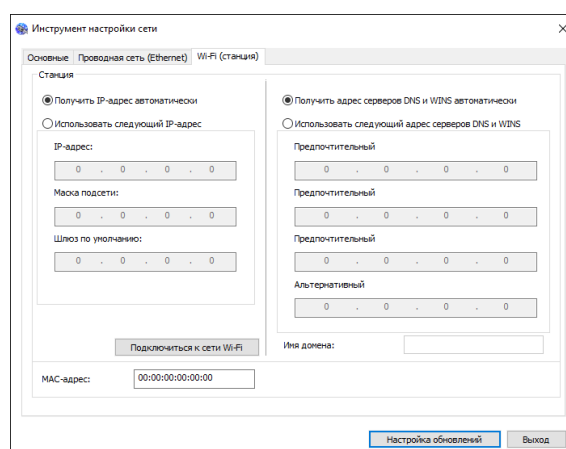 Инструмент настройки сети
Основные Проводная сеть (Ethernet) Wi-Fi (станция)
Станция
Получить IP-адрес автоматически
Использовать следующий IP-адрес
IP-адрес:
0 . 0 . 0 . 0
Маска подсети:
0 . 0 . 0 . 0
Шлюз по умолчанию:
0 . 0 . 0 . 0
Подключиться к сети Wi-Fi
Получить адрес серверов DNS и WINS автоматически
Использовать следующий адрес серверов DNS и WINS
Предпочтительный
0 . 0 . 0 . 0
Предпочтительный
0 . 0 . 0 . 0
Предпочтительный
0 . 0 . 0 . 0
Альтернативный
0 . 0 . 0 . 0
Имя домена:
MAC-адрес: 00:00:00:00:00:00
Настройка обновлений Выход